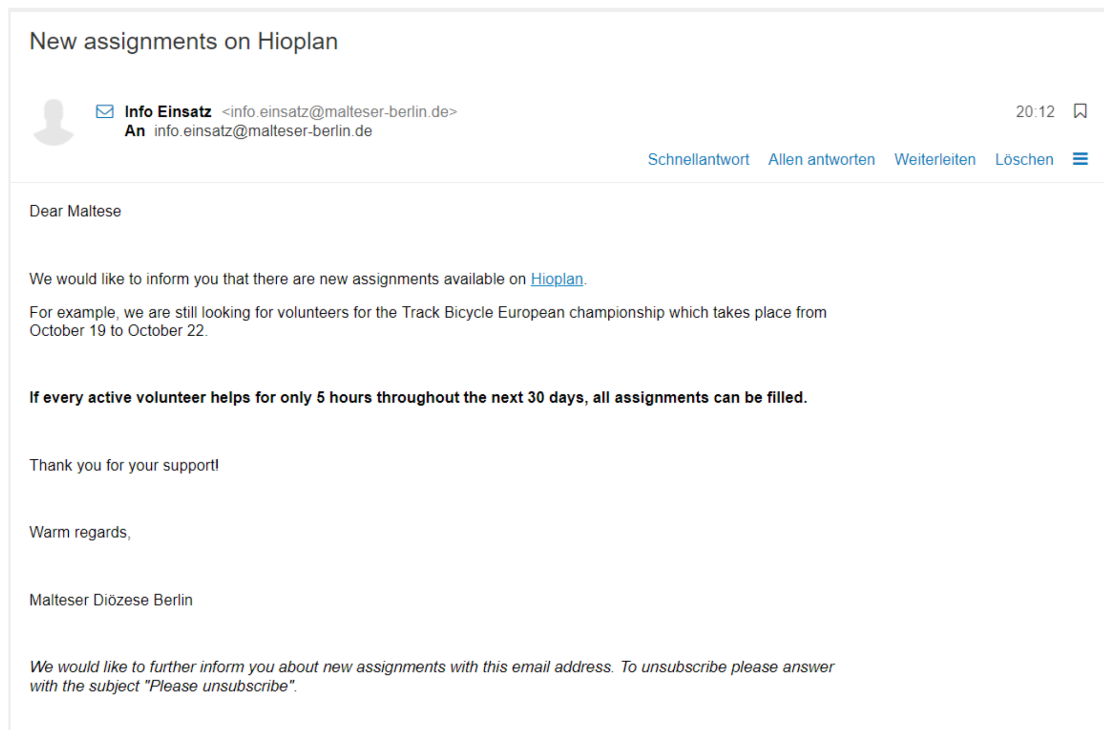 New assignments on Hioplan
Info Einsatz <info.einsatz@malteser-berlin.de>
20:12
An info.einsatz@malteser-berlin.de
Schnellantwort Allen antworten Weiterleiten Löschen
Dear Maltese
We would like to inform you that there are new assignments available on Hioplan.
For example, we are still looking for volunteers for the Track Bicycle European championship which takes place from
October 19 to October 22.
If every active volunteer helps for only 5 hours throughout the next 30 days, all assignments can be filled.
Thank you for your support!
Warm regards,
Malteser Diözese Berlin
We would like to further inform you about new assignments with this email address. To unsubscribe please answer
with the subject "Please unsubscribe".